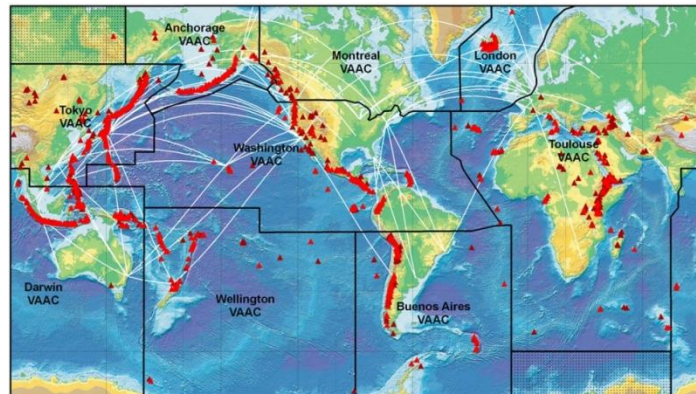 Anchorage
VAAC
Montreal
VAAC
London
VAAC
Tokyo
VAAC
Washington
VAAC
Toulouse
VAAC
Darwin
VAAC
Wellington
VAAC
Buenos Aires
VAAC